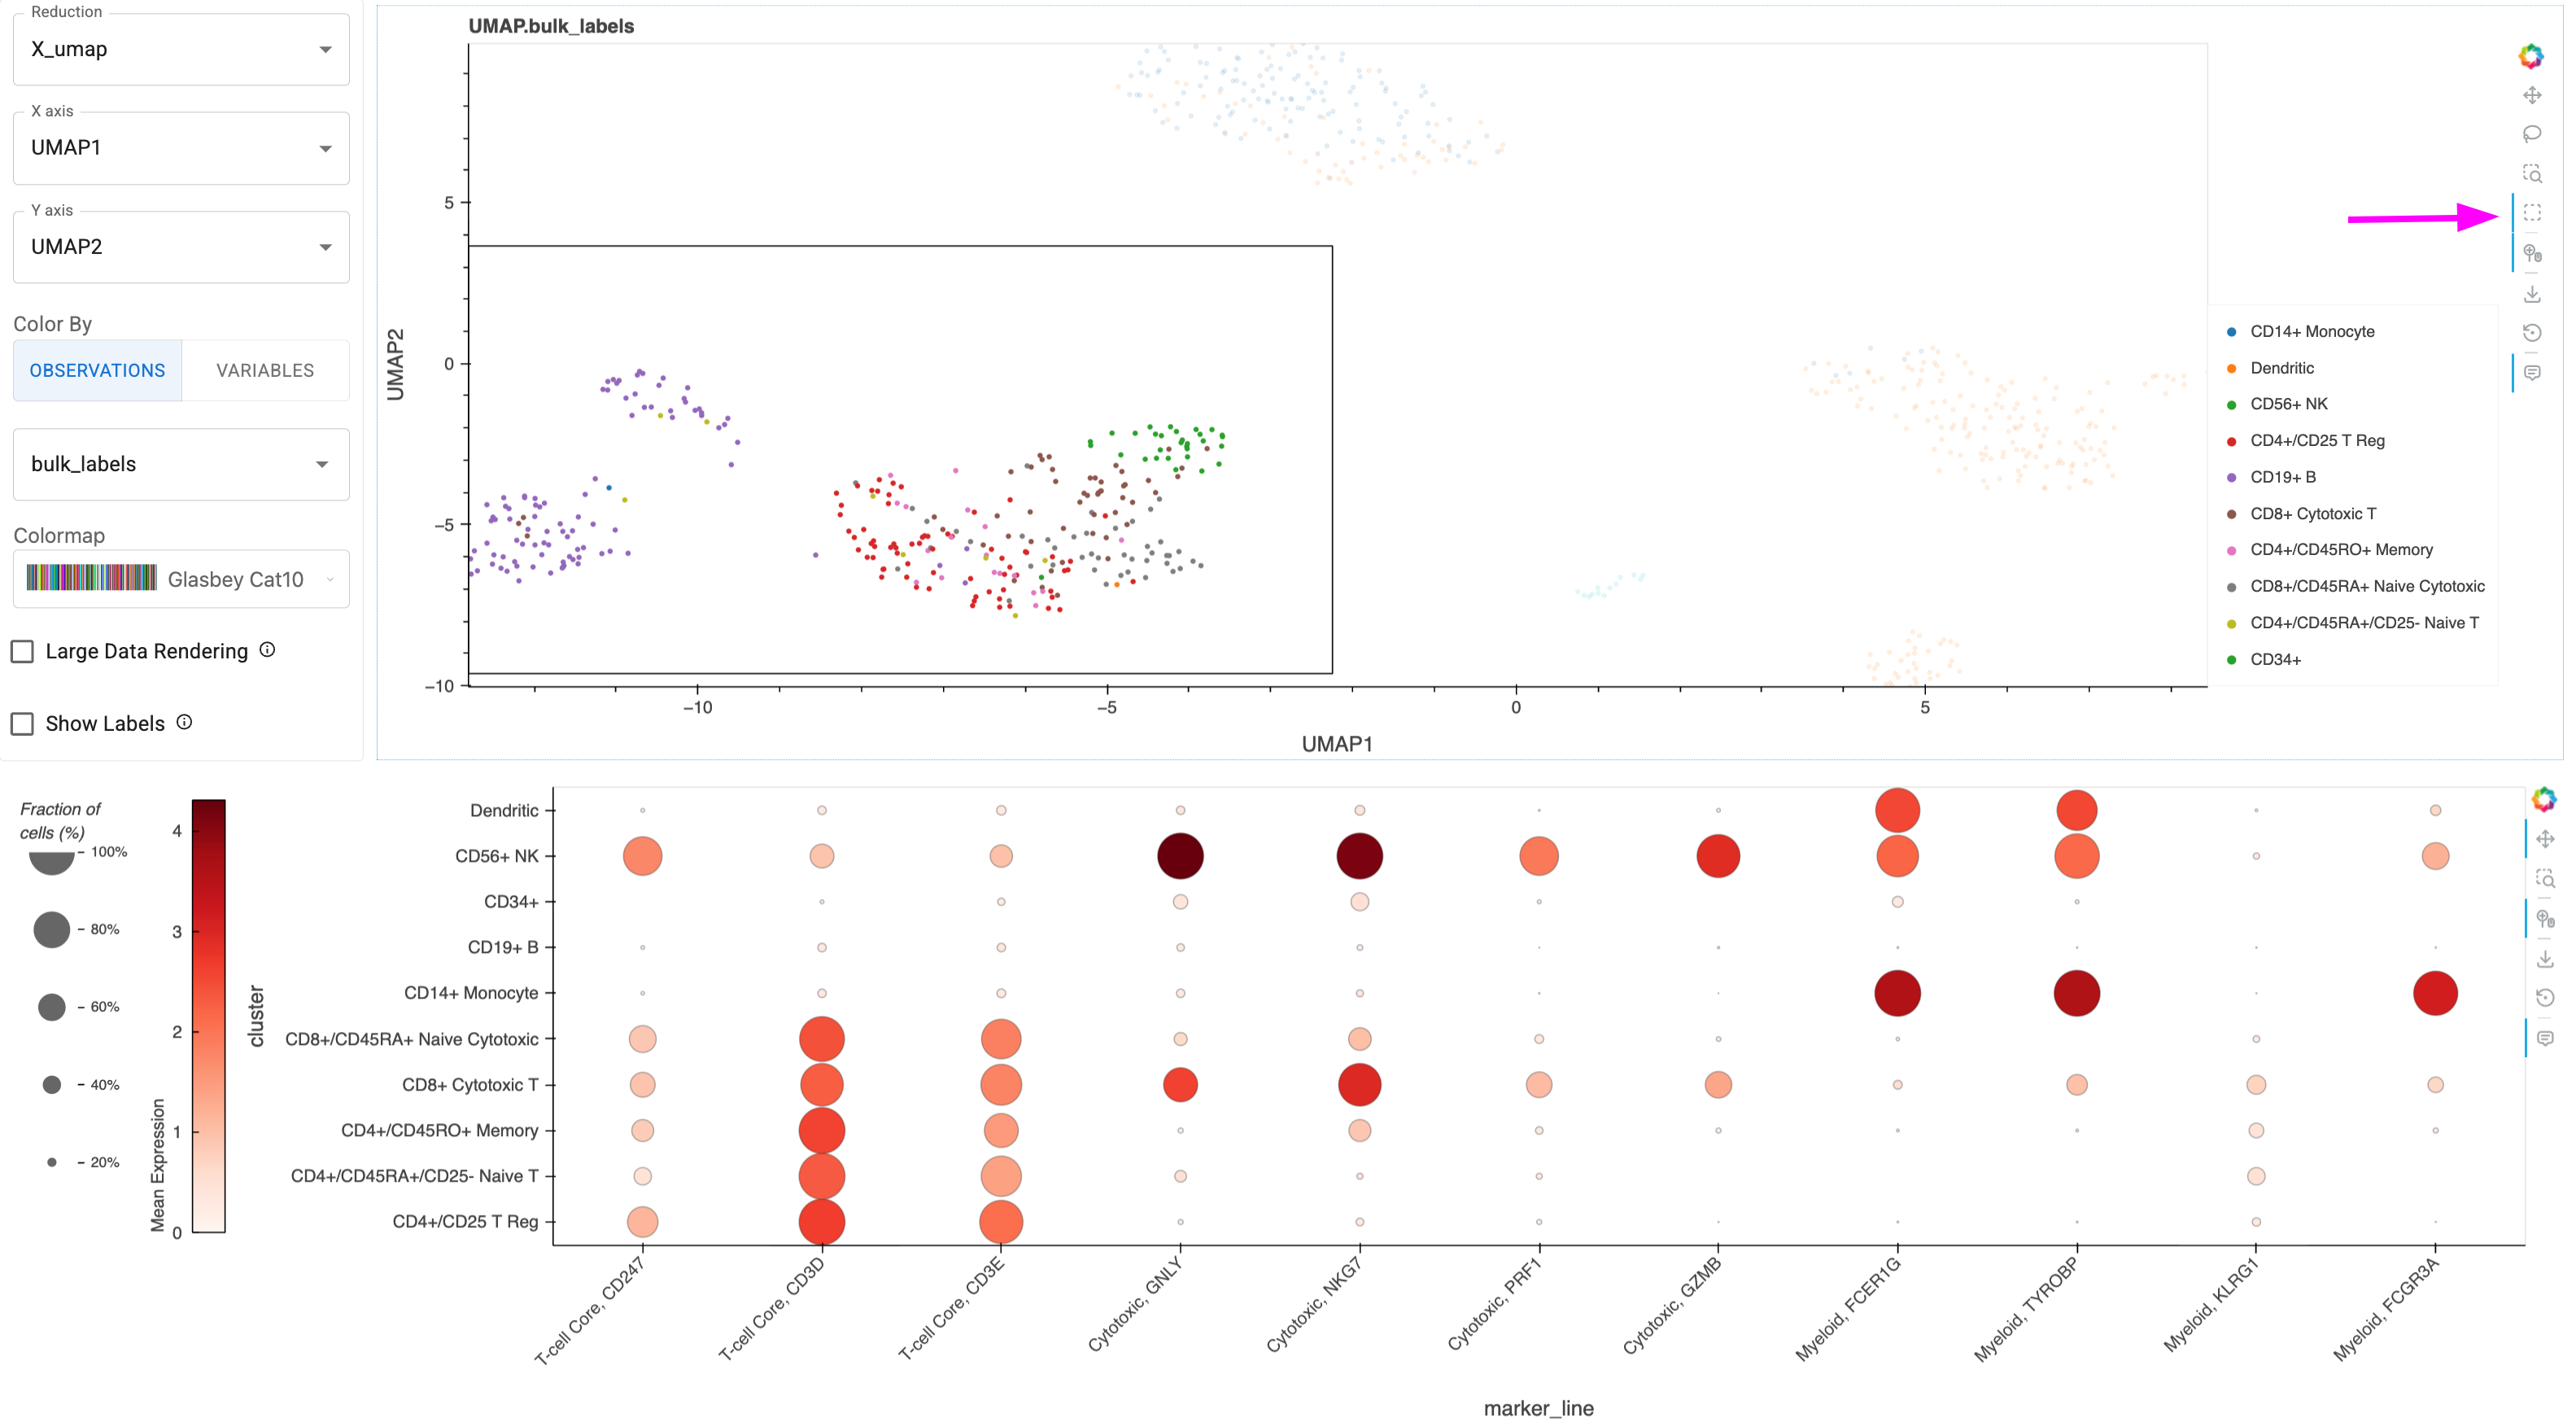 Reduction
X_umap
X axis
UMAP1
Y axis
UMAP2
Color By
OBSERVATIONS
VARIABLES
bulk_labels
Colormap
Glasbey Cat10
Large Data Rendering
Show Labels
UMAP.bulk_labels
UMAP2
5
0
−5
−10
−10
−5
0
5
UMAP1
CD14+ Monocyte
Dendritic
CD56+ NK
CD4+/CD25 T Reg
CD19+ B
CD8+ Cytotoxic T
CD4+/CD45RO+ Memory
CD8+/CD45RA+ Naive Cytotoxic
CD4+/CD45RA+/CD25- Naive T
CD34+
Fraction of
cells (%)
100%
80%
60%
40%
20%
4
3
2
1
0
Mean Expression
cluster
Dendritic
CD56+ NK
CD34+
CD19+ B
CD14+ Monocyte
CD8+/CD45RA+ Naive Cytotoxic
CD8+ Cytotoxic T
CD4+/CD45RO+ Memory
CD4+/CD45RA+/CD25- Naive T
CD4+/CD25 T Reg
T-cell Core, CD247
T-cell Core, CD3D
T-cell Core, CD3E
Cytotoxic, GNLY
Cytotoxic, NKG7
Cytotoxic, PRF1
Cytotoxic, GZMB
Myeloid, FCER1G
Myeloid, TYROBP
Myeloid, KLRG1
Myeloid, FCGR3A
marker_line